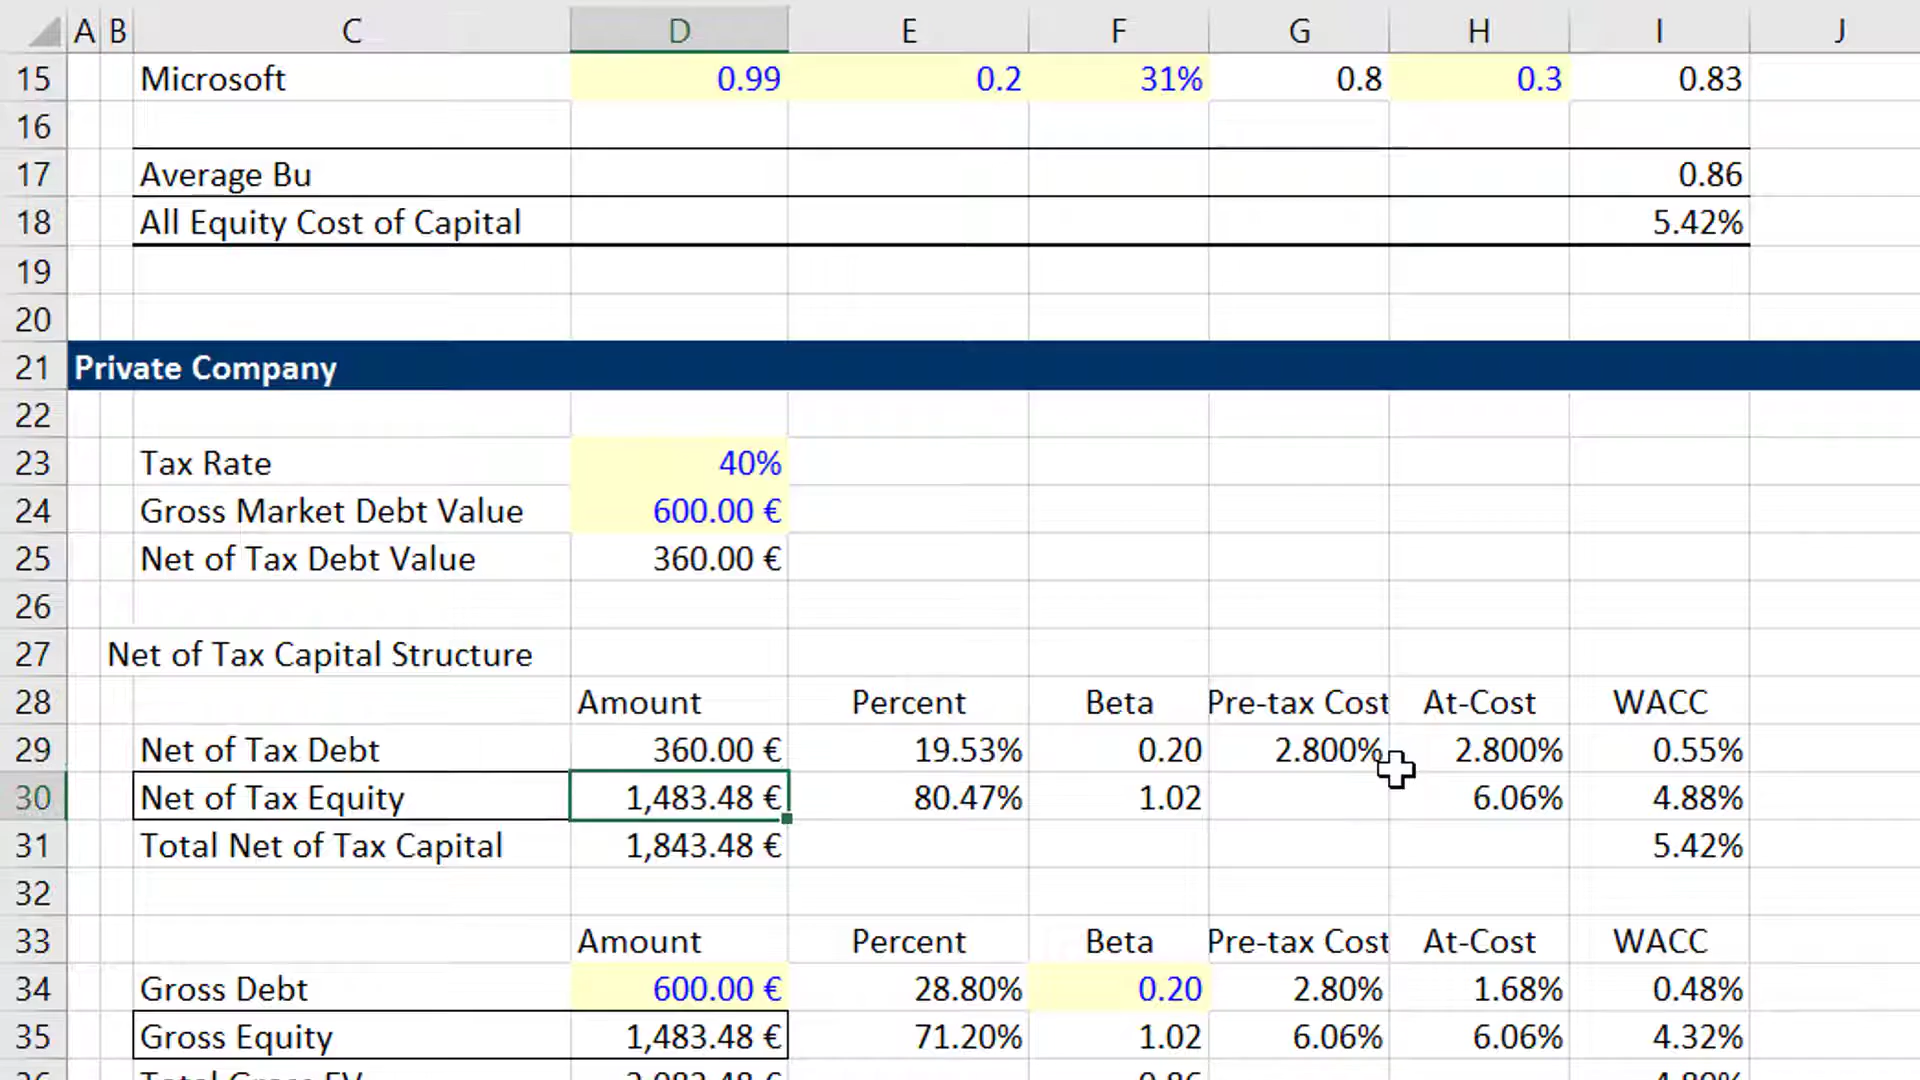 A B C D E F G H I J
15 Microsoft 0.99 0.2 31% 0.8 0.3 0.83
16
17 Average Bu 0.86
18 All Equity Cost of Capital 5.42%
19
20
21 Private Company
22
23 Tax Rate 40%
24 Gross Market Debt Value 600.00 €
25 Net of Tax Debt Value 360.00 €
26
27 Net of Tax Capital Structure
28 Amount Percent Beta Pre-tax Cost At-Cost WACC
29 Net of Tax Debt 360.00 € 19.53% 0.20 2.800% 2.800% 0.55%
30 Net of Tax Equity 1,483.48 € 80.47% 1.02 6.06% 4.88%
31 Total Net of Tax Capital 1,843.48 € 5.42%
32
33 Amount Percent Beta Pre-tax Cost At-Cost WACC
34 Gross Debt 600.00 € 28.80% 0.20 2.80% 1.68% 0.48%
35 Gross Equity 1,483.48 € 71.20% 1.02 6.06% 6.06% 4.32%